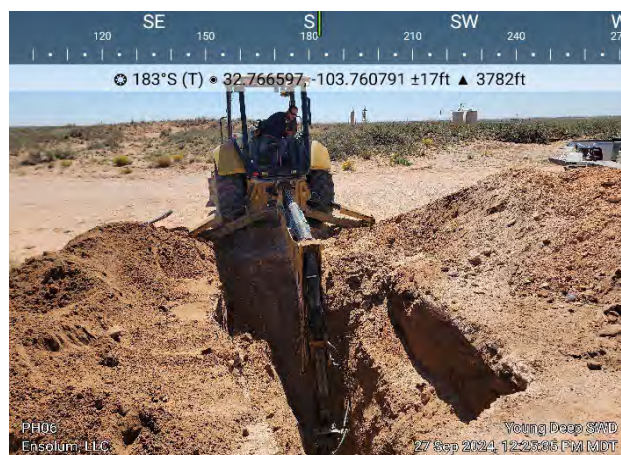 SE S SW W
120 150 180 210 240 270
183°S (T) 32.766597, -103.760791 ±17ft ▲ 3782ft
PH06
Ensolum, LLC.
Young Deep SWD
27 Sep 2024, 12:25:35 PM MDT